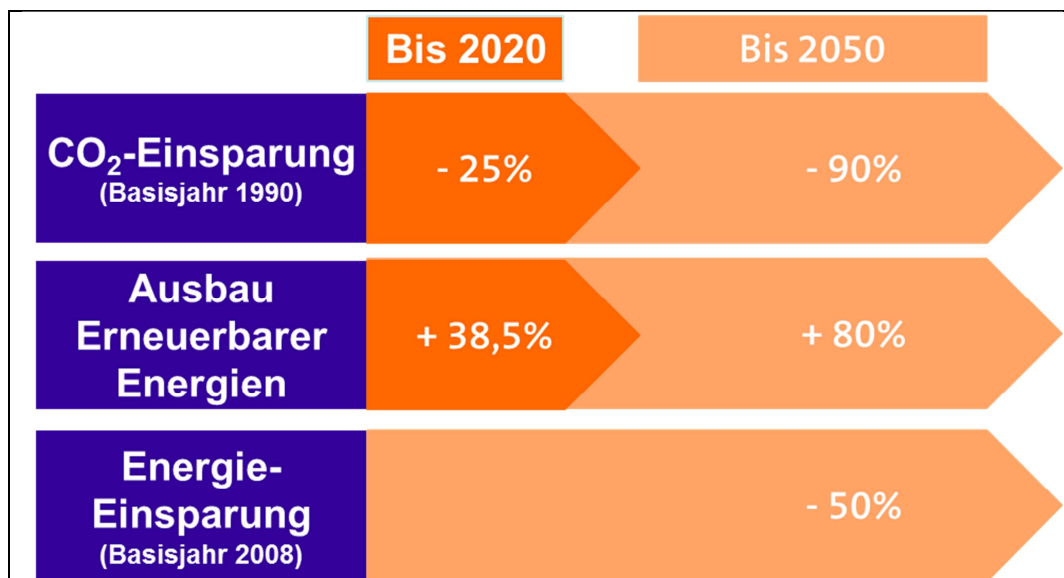 Bis 2020
Bis 2050
CO₂-Einsparung
(Basisjahr 1990)
- 25%
- 90%
Ausbau
Erneuerbarer
Energien
+ 38,5%
+ 80%
Energie-
Einsparung
(Basisjahr 2008)
- 50%